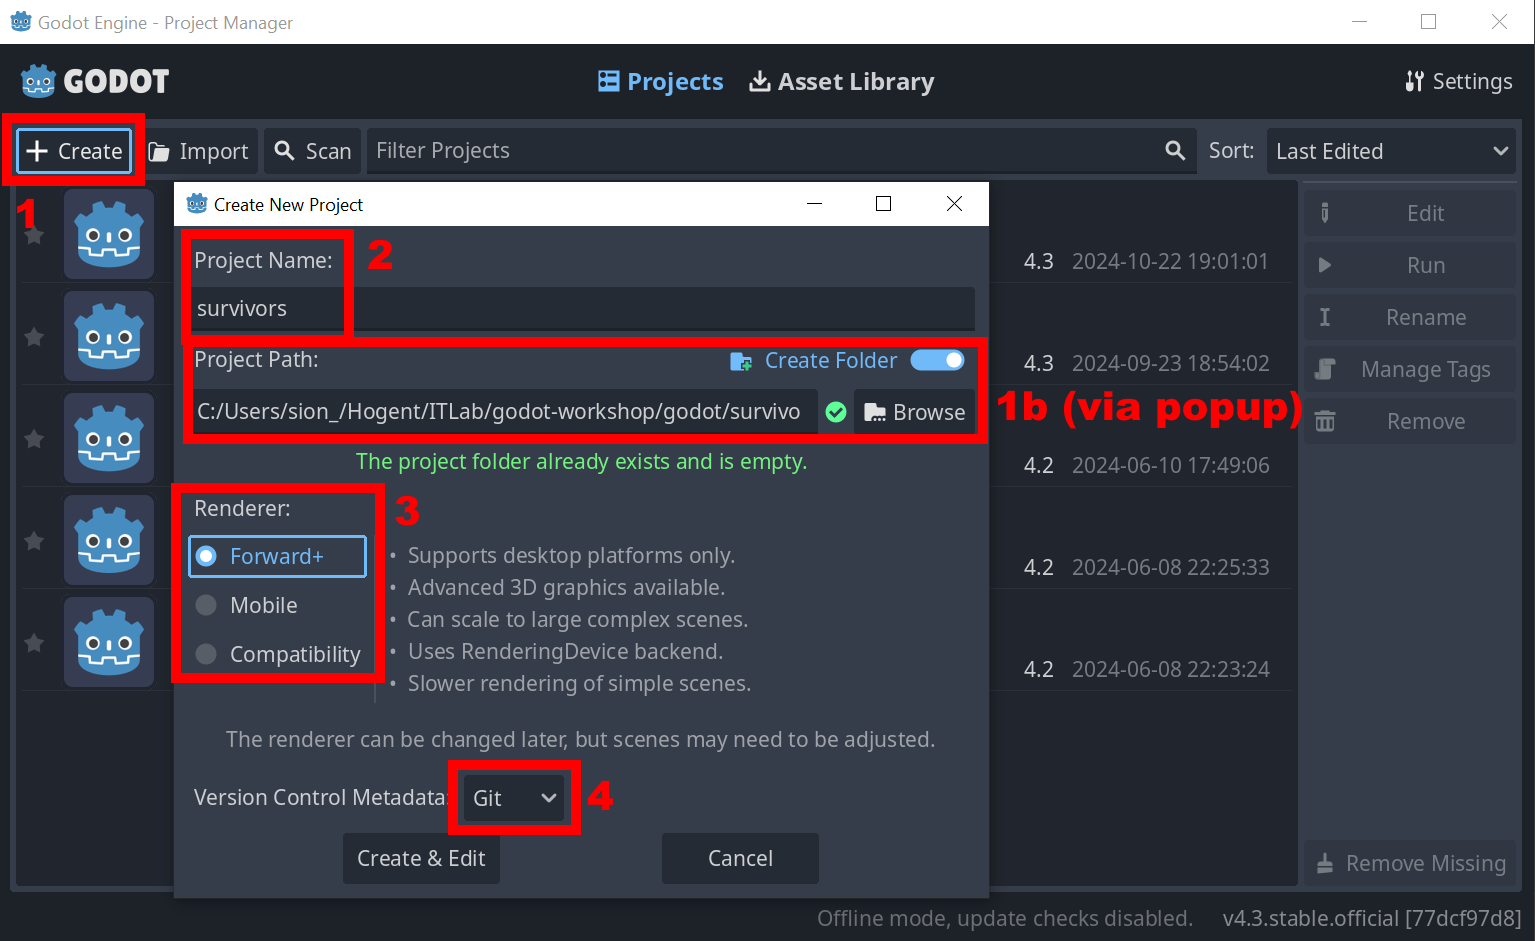 Godot Engine - Project Manager
GODOT
Projects
Asset Library
Settings
Create
Import
Scan
Filter Projects
Sort:
Last Edited
1
Create New Project
Project Name:
2
survivors
Project Path:
Create Folder
C:/Users/sion_/Hogent/ITLab/godot-workshop/godot/survivo
Browse
1b (via popup)
The project folder already exists and is empty.
Renderer:
3
Forward+
Mobile
Compatibility
• Supports desktop platforms only.
• Advanced 3D graphics available.
• Can scale to large complex scenes.
• Uses RenderingDevice backend.
• Slower rendering of simple scenes.
The renderer can be changed later, but scenes may need to be adjusted.
Version Control Metadata:
Git
4
Create & Edit
Cancel
4.3 2024-10-22 19:01:01
4.3 2024-09-23 18:54:02
4.2 2024-06-10 17:49:06
4.2 2024-06-08 22:25:33
4.2 2024-06-08 22:23:24
Edit
Run
Rename
Manage Tags
Remove
Remove Missing
Offline mode, update checks disabled.
v4.3.stable.official [77dcf97d8]